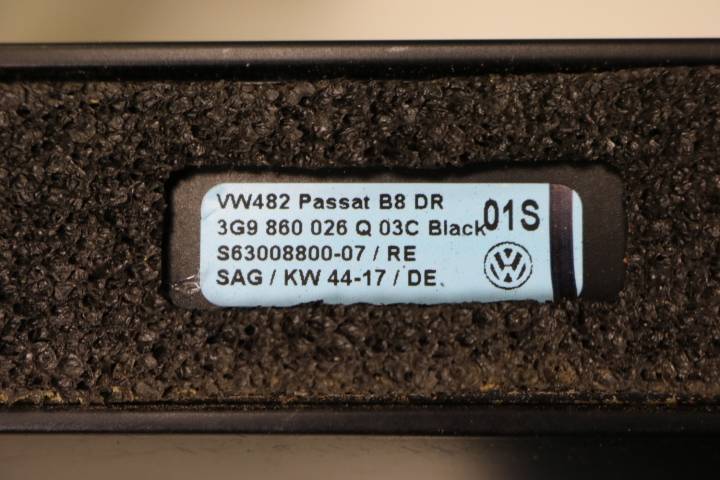 VW482 Passat B8 DR
3G9 860 026 Q 03C Black
01S
S63008800-07 / RE
SAG / KW 44-17 / DE